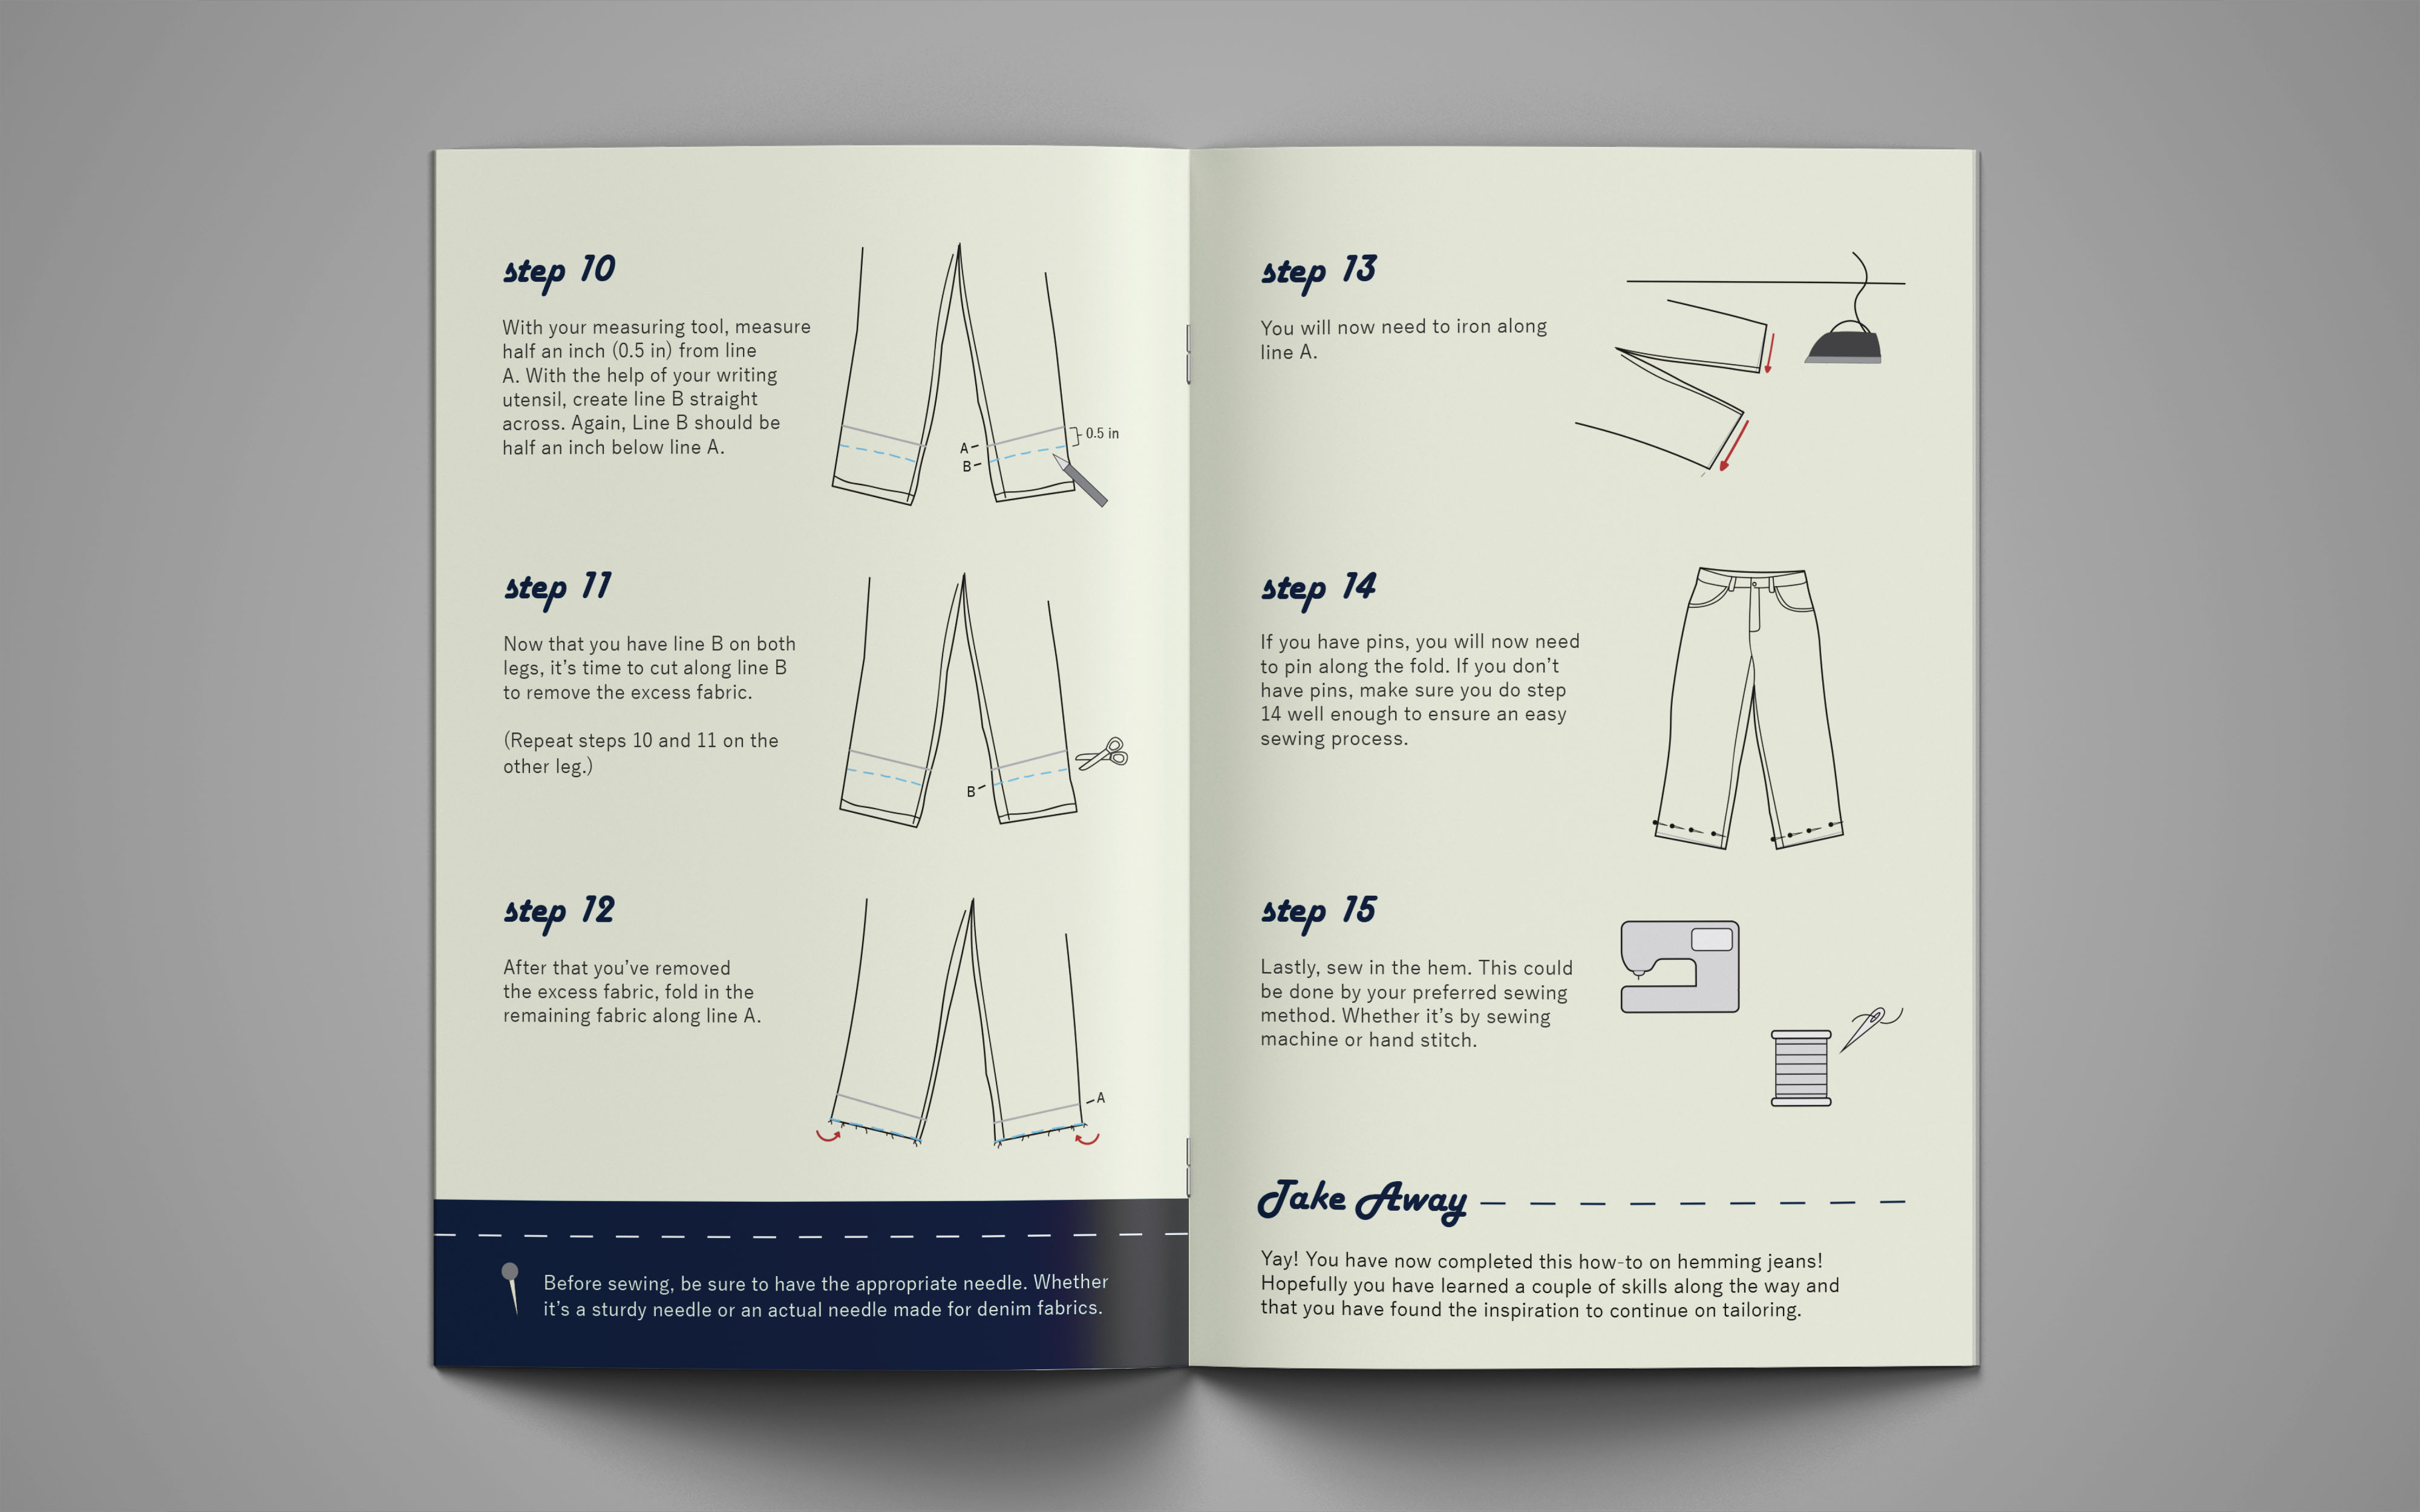 step 10
With your measuring tool, measure
half an inch (0.5 in) from line
A. With the help of your writing
utensil, create line B straight
across. Again, Line B should be
half an inch below line A.
A
B
0.5 in
step 11
Now that you have line B on both
legs, it's time to cut along line B
to remove the excess fabric.
(Repeat steps 10 and 11 on the
other leg.)
B
step 12
After that you've removed
the excess fabric, fold in the
remaining fabric along line A.
A
Before sewing, be sure to have the appropriate needle. Whether
it's a sturdy needle or an actual needle made for denim fabrics.
step 13
You will now need to iron along
line A.
step 14
If you have pins, you will now need
to pin along the fold. If you don't
have pins, make sure you do step
14 well enough to ensure an easy
sewing process.
step 15
Lastly, sew in the hem. This could
be done by your preferred sewing
method. Whether it's by sewing
machine or hand stitch.
Take Away
Yay! You have now completed this how-to on hemming jeans!
Hopefully you have learned a couple of skills along the way and
that you have found the inspiration to continue on tailoring.